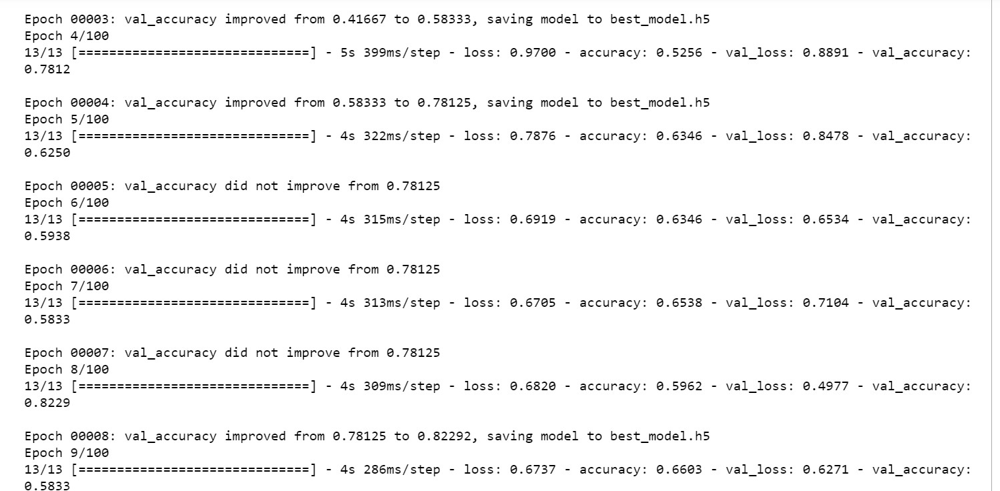 Epoch 00003: val_accuracy improved from 0.41667 to 0.58333, saving model to best_model.h5
Epoch 4/100
13/13 [==============================] - 5s 399ms/step - loss: 0.9700 - accuracy: 0.5256 - val_loss: 0.8891 - val_accuracy:
0.7812
Epoch 00004: val_accuracy improved from 0.58333 to 0.78125, saving model to best_model.h5
Epoch 5/100
13/13 [==============================] - 4s 322ms/step - loss: 0.7876 - accuracy: 0.6346 - val_loss: 0.8478 - val_accuracy:
0.6250
Epoch 00005: val_accuracy did not improve from 0.78125
Epoch 6/100
13/13 [==============================] - 4s 315ms/step - loss: 0.6919 - accuracy: 0.6346 - val_loss: 0.6534 - val_accuracy:
0.5938
Epoch 00006: val_accuracy did not improve from 0.78125
Epoch 7/100
13/13 [==============================] - 4s 313ms/step - loss: 0.6705 - accuracy: 0.6538 - val_loss: 0.7104 - val_accuracy:
0.5833
Epoch 00007: val_accuracy did not improve from 0.78125
Epoch 8/100
13/13 [==============================] - 4s 309ms/step - loss: 0.6820 - accuracy: 0.5962 - val_loss: 0.4977 - val_accuracy:
0.8229
Epoch 00008: val_accuracy improved from 0.78125 to 0.82292, saving model to best_model.h5
Epoch 9/100
13/13 [==============================] - 4s 286ms/step - loss: 0.6737 - accuracy: 0.6603 - val_loss: 0.6271 - val_accuracy:
0.5833